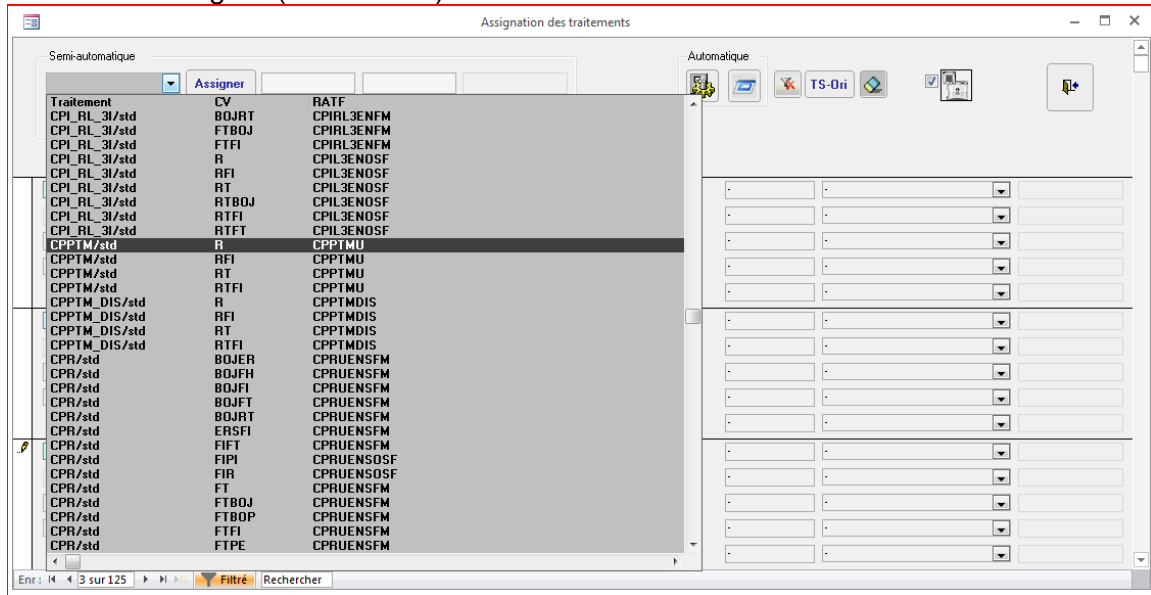 Assignation des traitements
Semi-automatique
Automatique
Assigner
TS-Ori
Traitement CV RATF
CPI_RL_3I/std BOJRT CPIRL3ENFM
CPI_RL_3I/std FTBOJ CPIRL3ENFM
CPI_RL_3I/std FTFI CPIRL3ENFM
CPI_RL_3I/std R CPIL3ENOSF
CPI_RL_3I/std RFI CPIL3ENOSF
CPI_RL_3I/std RT CPIL3ENOSF
CPI_RL_3I/std RTBOJ CPIL3ENOSF
CPI_RL_3I/std RTFI CPIL3ENOSF
CPI_RL_3I/std RTFT CPIL3ENOSF
CPPTM/std R CPPTMU
CPPTM/std RFI CPPTMU
CPPTM/std RT CPPTMU
CPPTM/std RTFI CPPTMU
CPPTM_DIS/std R CPPTMDIS
CPPTM_DIS/std RFI CPPTMDIS
CPPTM_DIS/std RT CPPTMDIS
CPPTM_DIS/std RTFI CPPTMDIS
CPR/std BOJER CPRUENSFM
CPR/std BOJFH CPRUENSFM
CPR/std BOJFI CPRUENSFM
CPR/std BOJFT CPRUENSFM
CPR/std BOJRT CPRUENSFM
CPR/std ERSFI CPRUENSFM
CPR/std FIFT CPRUENSFM
CPR/std FIPI CPRUENSOSF
CPR/std FIR CPRUENSOSF
CPR/std FT CPRUENSFM
CPR/std FTBOJ CPRUENSFM
CPR/std FTBOP CPRUENSFM
CPR/std FTFI CPRUENSFM
CPR/std FTPE CPRUENSFM
Enr : 3 sur 125 Filtré Rechercher